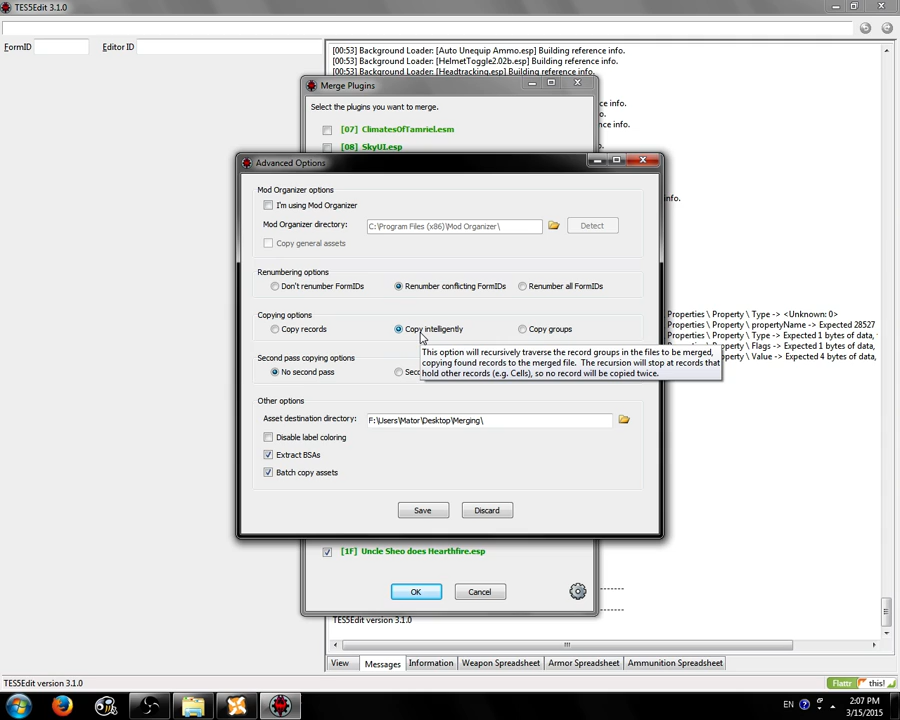 TES5Edit 3.1.0
FormID
Editor ID
[00:53] Background Loader: [Auto Unequip Ammo.esp] Building reference info.
[00:53] Background Loader: [HelmetToggle2.02b.esp] Building reference info.
[00:53] Background Loader: [Headtracking.esp] Building reference info.
Merge Plugins
Select the plugins you want to merge.
[07] ClimatesOfTamriel.esm
[08] SkyUI.esp
e info.
o.
e info.
Advanced Options
Mod Organizer options
I'm using Mod Organizer
Mod Organizer directory:
C:\Program Files (x86)\Mod Organizer\
Detect
Copy general assets
nfo.
Renumbering options
Don't renumber FormIDs
Renumber conflicting FormIDs
Renumber all FormIDs
Copying options
Copy records
Copy intelligently
Copy groups
This option will recursively traverse the record groups in the files to be merged,
copying found records to the merged file. The recursion will stop at records that
hold other records (e.g. Cells), so no record will be copied twice.
Second pass copying options
No second pass
Seco
Properties \ Property \ Type -> <Unknown: 0>
Properties \ Property \ propertyName -> Expected 28527
Properties \ Property \ Type -> Expected 1 bytes of data,
Properties \ Property \ Flags -> Expected 1 bytes of data,
Property \ Value -> Expected 4 bytes of data,
Other options
Asset destination directory:
F:\Users\Mator\Desktop\Merging\
Disable label coloring
Extract BSAs
Batch copy assets
Save
Discard
[1F] Uncle Sheo does Hearthfire.esp
OK
Cancel
--------
--------
TES5Edit version 3.1.0
View
Messages
Information
Weapon Spreadsheet
Armor Spreadsheet
Ammunition Spreadsheet
TES5Edit version 3.1.0
Flattr
this!
EN
2:07 PM
3/15/2015